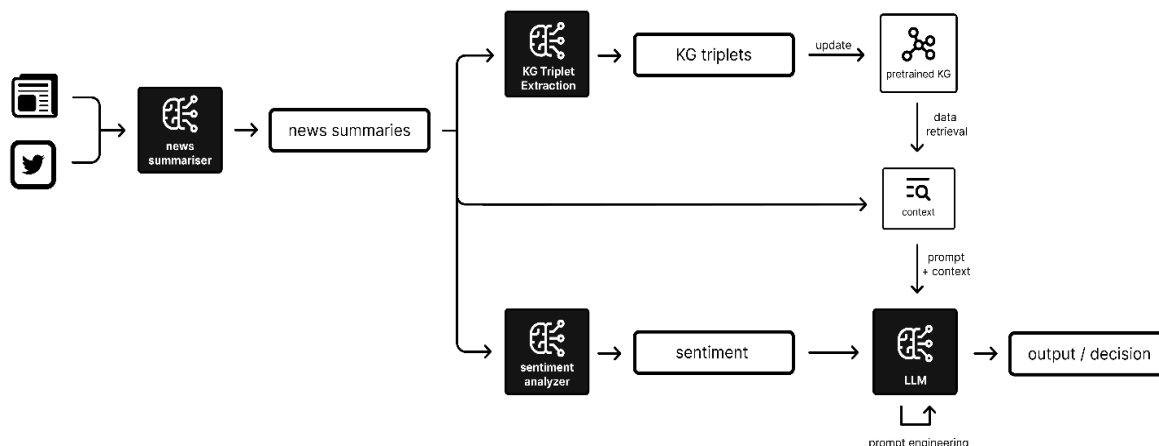 KG Triplet
Extraction
KG triplets
update
pretrained KG
data
retrieval
news
summariser
news summaries
context
prompt
+ context
sentiment
analyzer
sentiment
LLM
output / decision
prompt engineering